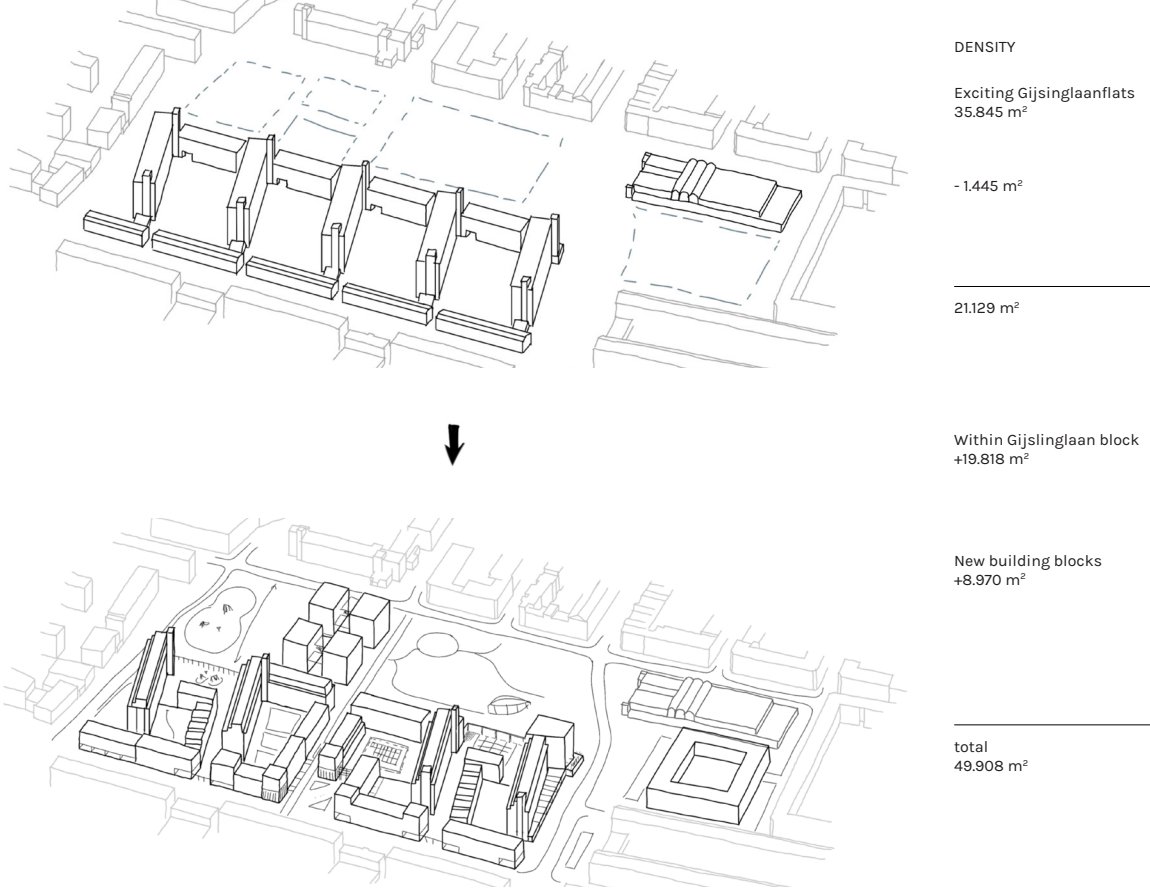 DENSITY
Exciting Gijsinglaanflats
35.845 m²
- 1.445 m²
21.129 m²
Within Gijslinglaan block
+19.818 m²
New building blocks
+8.970 m²
total
49.908 m²